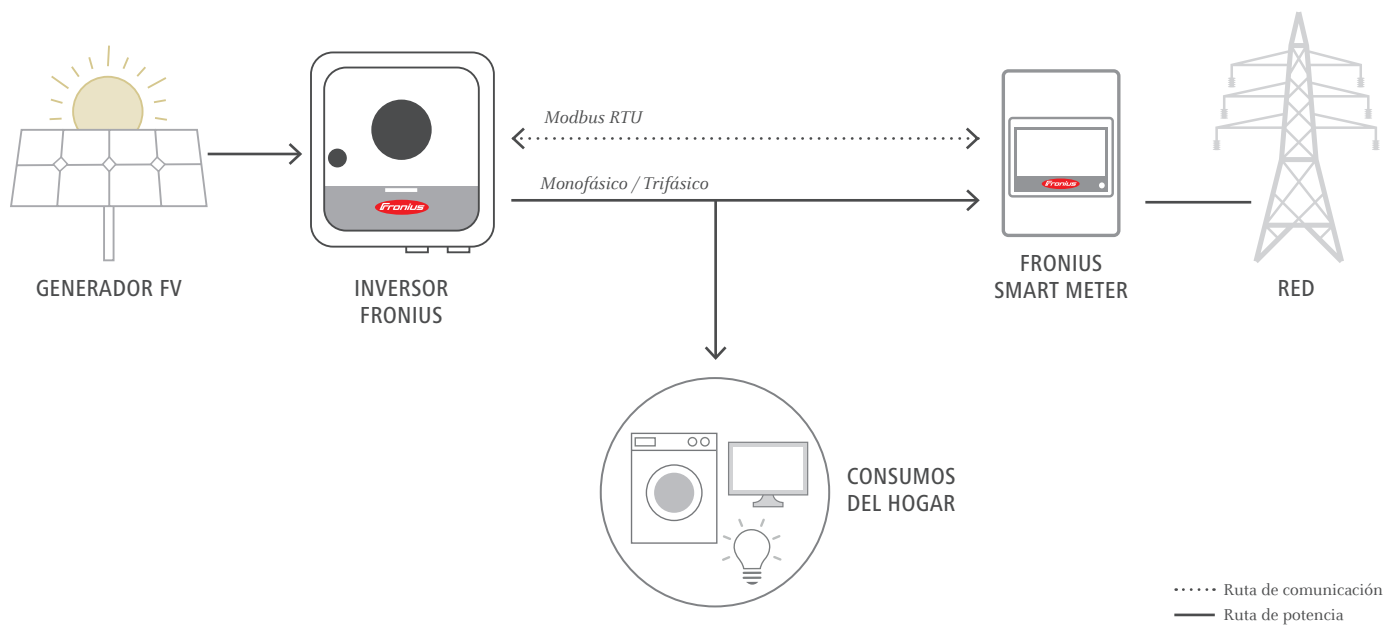 Modbus RTU
Monofásico / Trifásico
Fronius
Fronius
GENERADOR FV
INVERSOR
FRONIUS
FRONIUS
SMART METER
RED
CONSUMOS
DEL HOGAR
Ruta de comunicación
Ruta de potencia